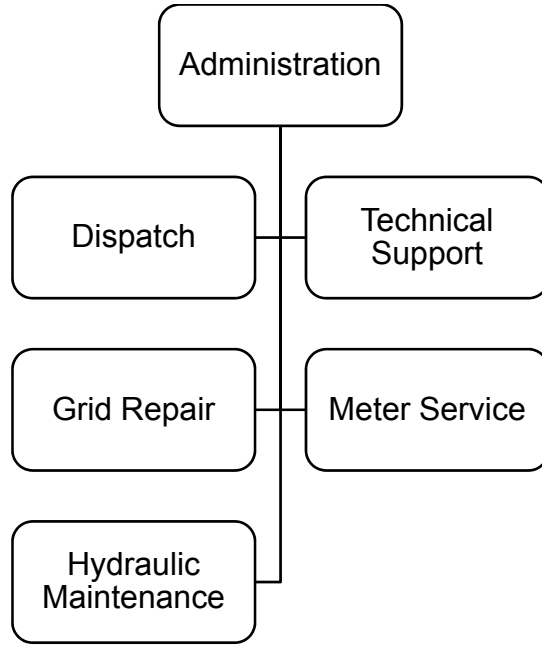 Administration
Dispatch
Technical
Support
Grid Repair
Meter Service
Hydraulic
Maintenance